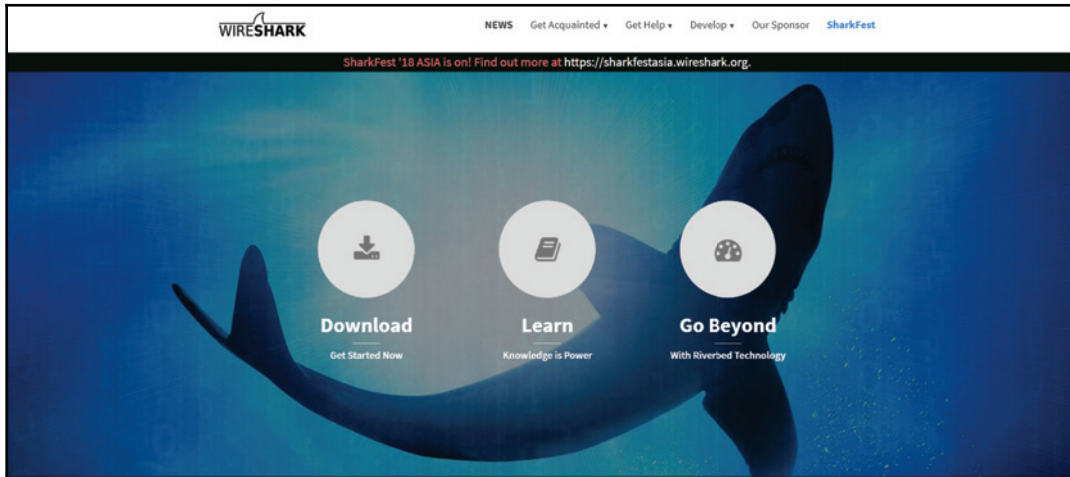 WIRESHARK
NEWS Get Acquainted ▾ Get Help ▾ Develop ▾ Our Sponsor SharkFest
SharkFest '18 ASIA is on! Find out more at https://sharkfestasia.wireshark.org.
Download Learn Go Beyond
Get Started Now Knowledge is Power With Riverbed Technology